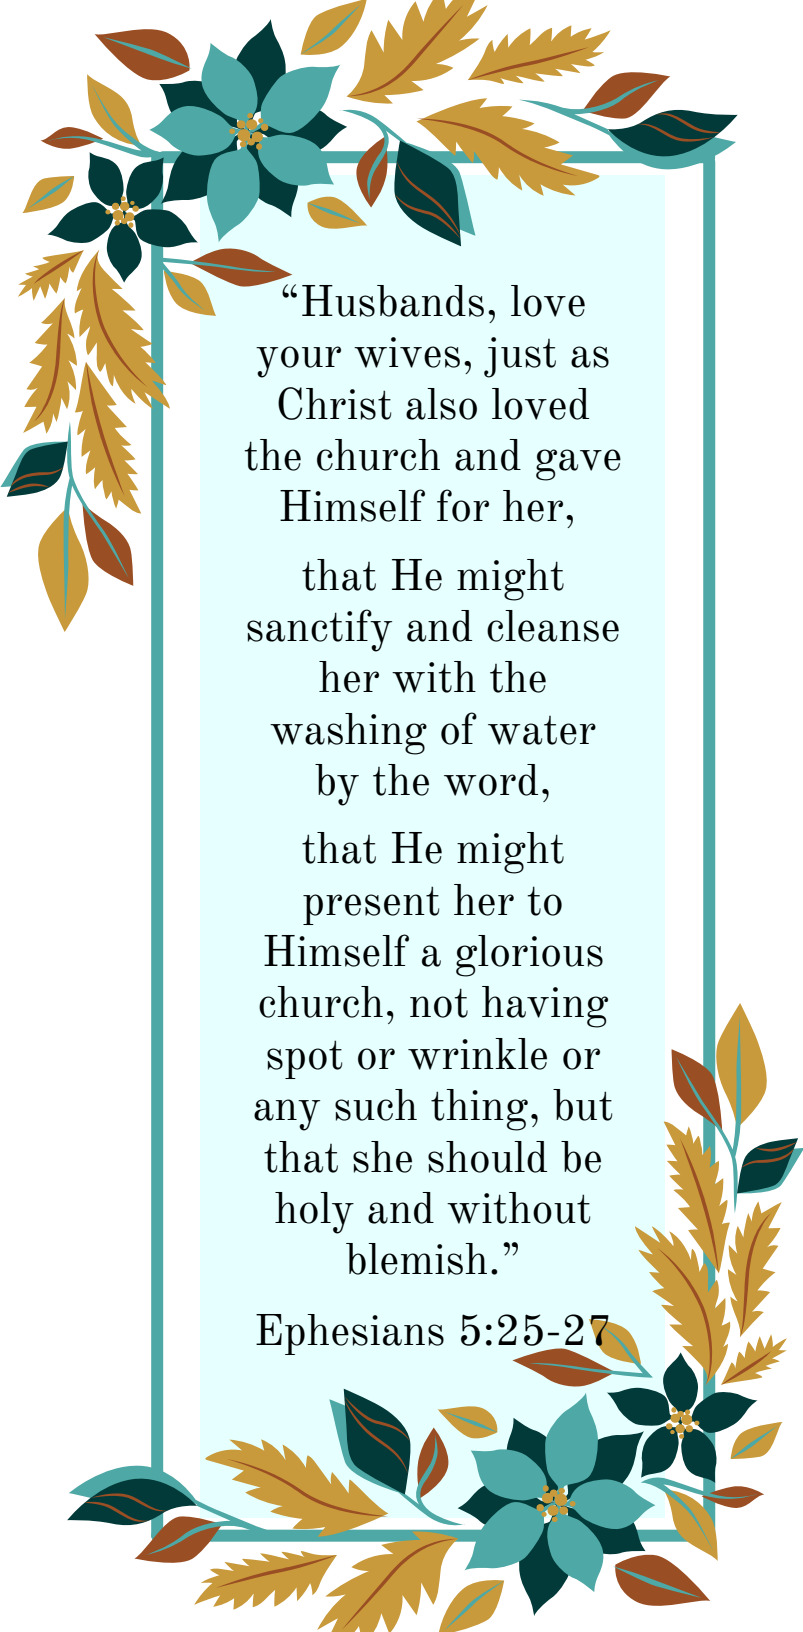 “Husbands, love
your wives, just as
Christ also loved
the church and gave
Himself for her,
that He might
sanctify and cleanse
her with the
washing of water
by the word,
that He might
present her to
Himself a glorious
church, not having
spot or wrinkle or
any such thing, but
that she should be
holy and without
blemish.”
Ephesians 5:25-27